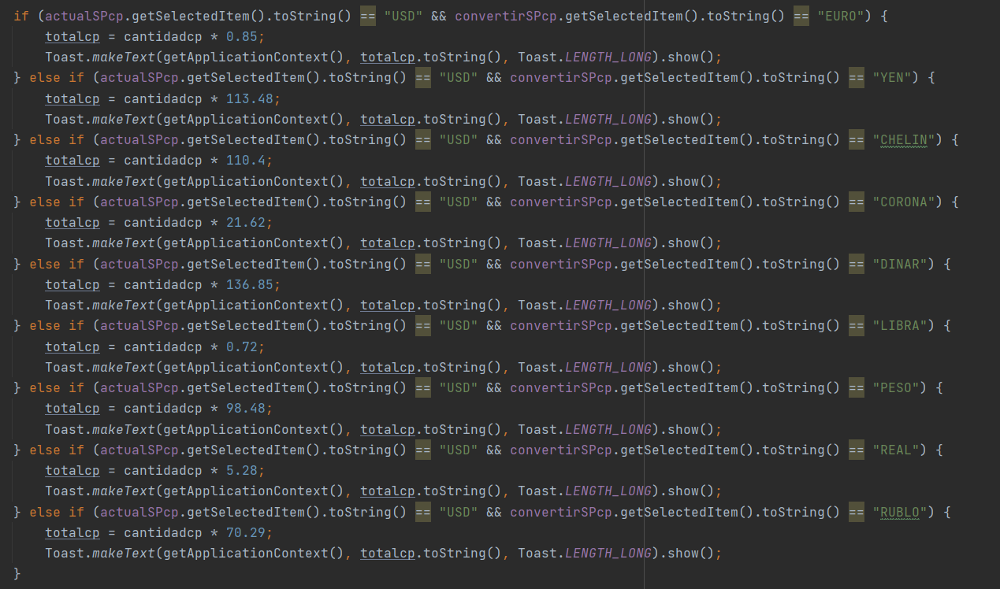 if (actualSPcp.getSelectedItem().toString() == "USD" && convertirSPcp.getSelectedItem().toString() == "EURO") {
    totalcp = cantidadcp * 0.85;
    Toast.makeText(getApplicationContext(), totalcp.toString(), Toast.LENGTH_LONG).show();
} else if (actualSPcp.getSelectedItem().toString() == "USD" && convertirSPcp.getSelectedItem().toString() == "YEN") {
    totalcp = cantidadcp * 113.48;
    Toast.makeText(getApplicationContext(), totalcp.toString(), Toast.LENGTH_LONG).show();
} else if (actualSPcp.getSelectedItem().toString() == "USD" && convertirSPcp.getSelectedItem().toString() == "CHELIN") {
    totalcp = cantidadcp * 110.4;
    Toast.makeText(getApplicationContext(), totalcp.toString(), Toast.LENGTH_LONG).show();
} else if (actualSPcp.getSelectedItem().toString() == "USD" && convertirSPcp.getSelectedItem().toString() == "CORONA") {
    totalcp = cantidadcp * 21.62;
    Toast.makeText(getApplicationContext(), totalcp.toString(), Toast.LENGTH_LONG).show();
} else if (actualSPcp.getSelectedItem().toString() == "USD" && convertirSPcp.getSelectedItem().toString() == "DINAR") {
    totalcp = cantidadcp * 136.85;
    Toast.makeText(getApplicationContext(), totalcp.toString(), Toast.LENGTH_LONG).show();
} else if (actualSPcp.getSelectedItem().toString() == "USD" && convertirSPcp.getSelectedItem().toString() == "LIBRA") {
    totalcp = cantidadcp * 0.72;
    Toast.makeText(getApplicationContext(), totalcp.toString(), Toast.LENGTH_LONG).show();
} else if (actualSPcp.getSelectedItem().toString() == "USD" && convertirSPcp.getSelectedItem().toString() == "PESO") {
    totalcp = cantidadcp * 98.48;
    Toast.makeText(getApplicationContext(), totalcp.toString(), Toast.LENGTH_LONG).show();
} else if (actualSPcp.getSelectedItem().toString() == "USD" && convertirSPcp.getSelectedItem().toString() == "REAL") {
    totalcp = cantidadcp * 5.28;
    Toast.makeText(getApplicationContext(), totalcp.toString(), Toast.LENGTH_LONG).show();
} else if (actualSPcp.getSelectedItem().toString() == "USD" && convertirSPcp.getSelectedItem().toString() == "RUBLO") {
    totalcp = cantidadcp * 70.29;
    Toast.makeText(getApplicationContext(), totalcp.toString(), Toast.LENGTH_LONG).show();
}